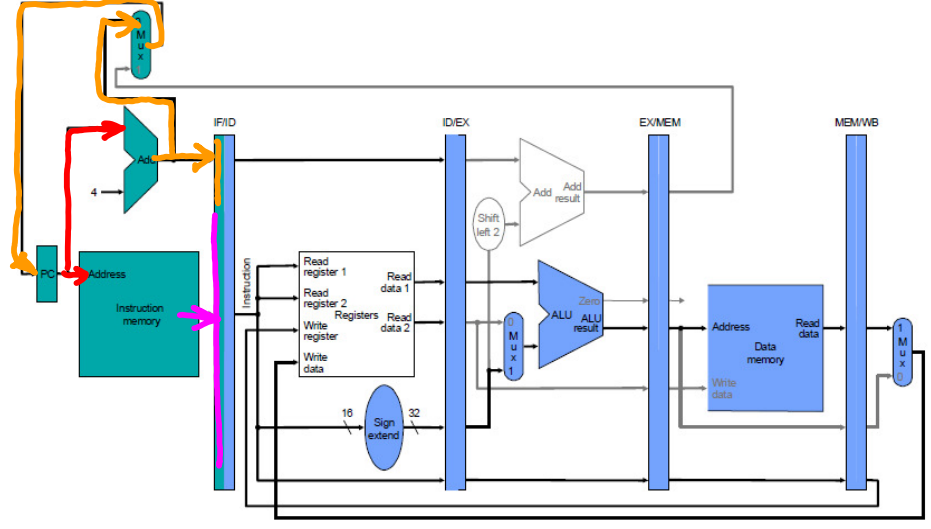 0
M
u
x
1
IF/ID
ID/EX
EX/MEM
MEM/WB
Add
4
Add
Add
result
Shift
left 2
PC
Address
Instruction
memory
Instruction
Read
register 1
Read
data 1
Read
register 2
Registers
Read
data 2
Write
register
Write
data
0
M
u
x
1
Zero
ALU
ALU
result
Address
Read
data
Data
memory
Write
data
1
M
u
x
0
16
Sign
extend
32